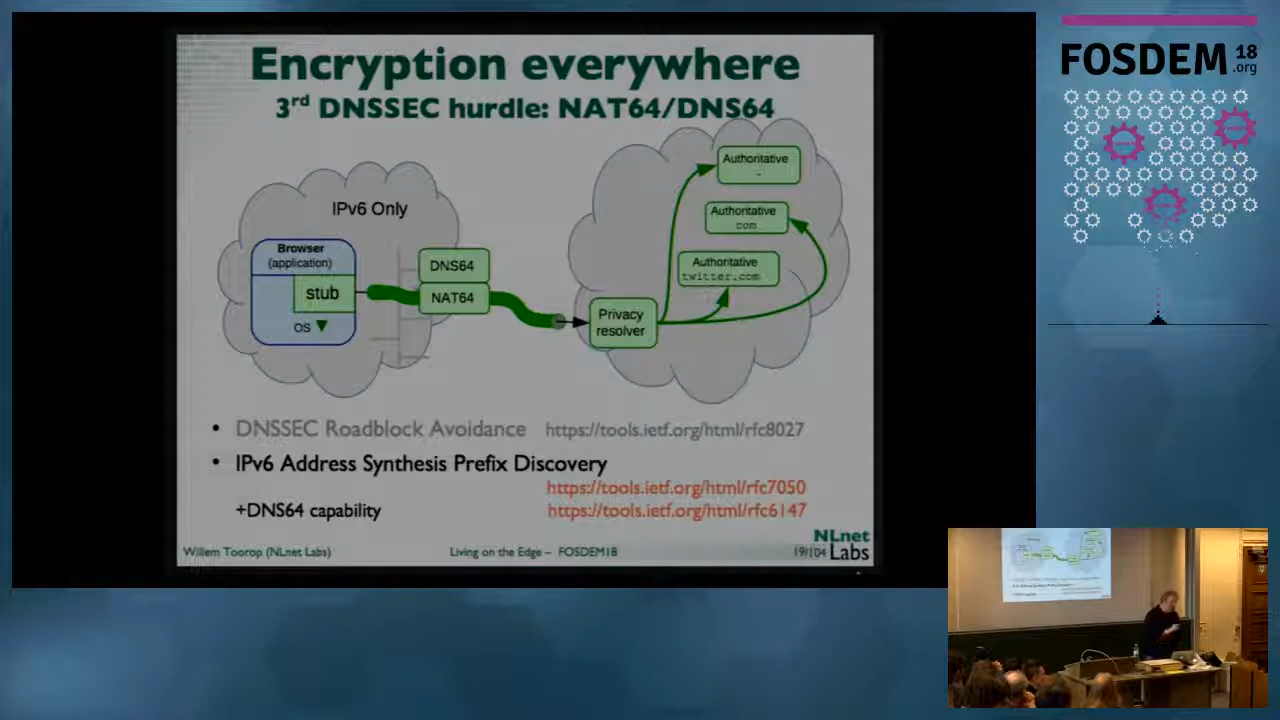 Encryption everywhere
3rd DNSSEC hurdle: NAT64/DNS64
IPv6 Only
Browser
(application)
stub
OS
DNS64
NAT64
Privacy
resolver
Authoritative
Authoritative
com
Authoritative
twitter.com
• DNSSEC Roadblock Avoidance https://tools.ietf.org/html/rfc8027
• IPv6 Address Synthesis Prefix Discovery
https://tools.ietf.org/html/rfc7050
+DNS64 capability https://tools.ietf.org/html/rfc6147
Willem Toorop (NLnet Labs) Living on the Edge – FOSDEM18 19/104
NLnet
Labs
FOSDEM 18
.org